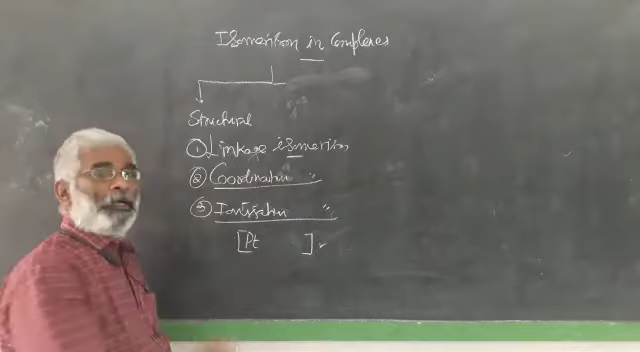 Isomerism in Complexes
Structural
① Linkage isomerism
② Coordination "
③ Ionisation "
[Pt ]